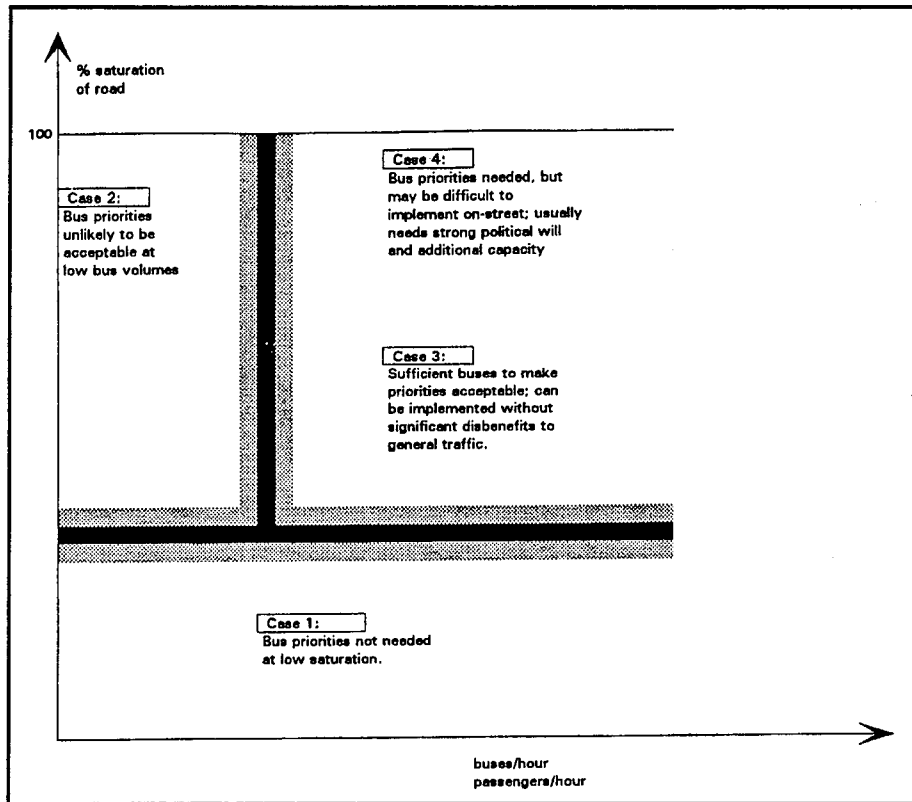 % saturation
of road
100
Case 2:
Bus priorities
unlikely to be
acceptable at
low bus volumes
Case 4:
Bus priorities needed, but
may be difficult to
implement on-street; usually
needs strong political will
and additional capacity
Case 3:
Sufficient buses to make
priorities acceptable; can
be implemented without
significant disbenefits to
general traffic.
Case 1:
Bus priorities not needed
at low saturation.
buses/hour
passengers/hour